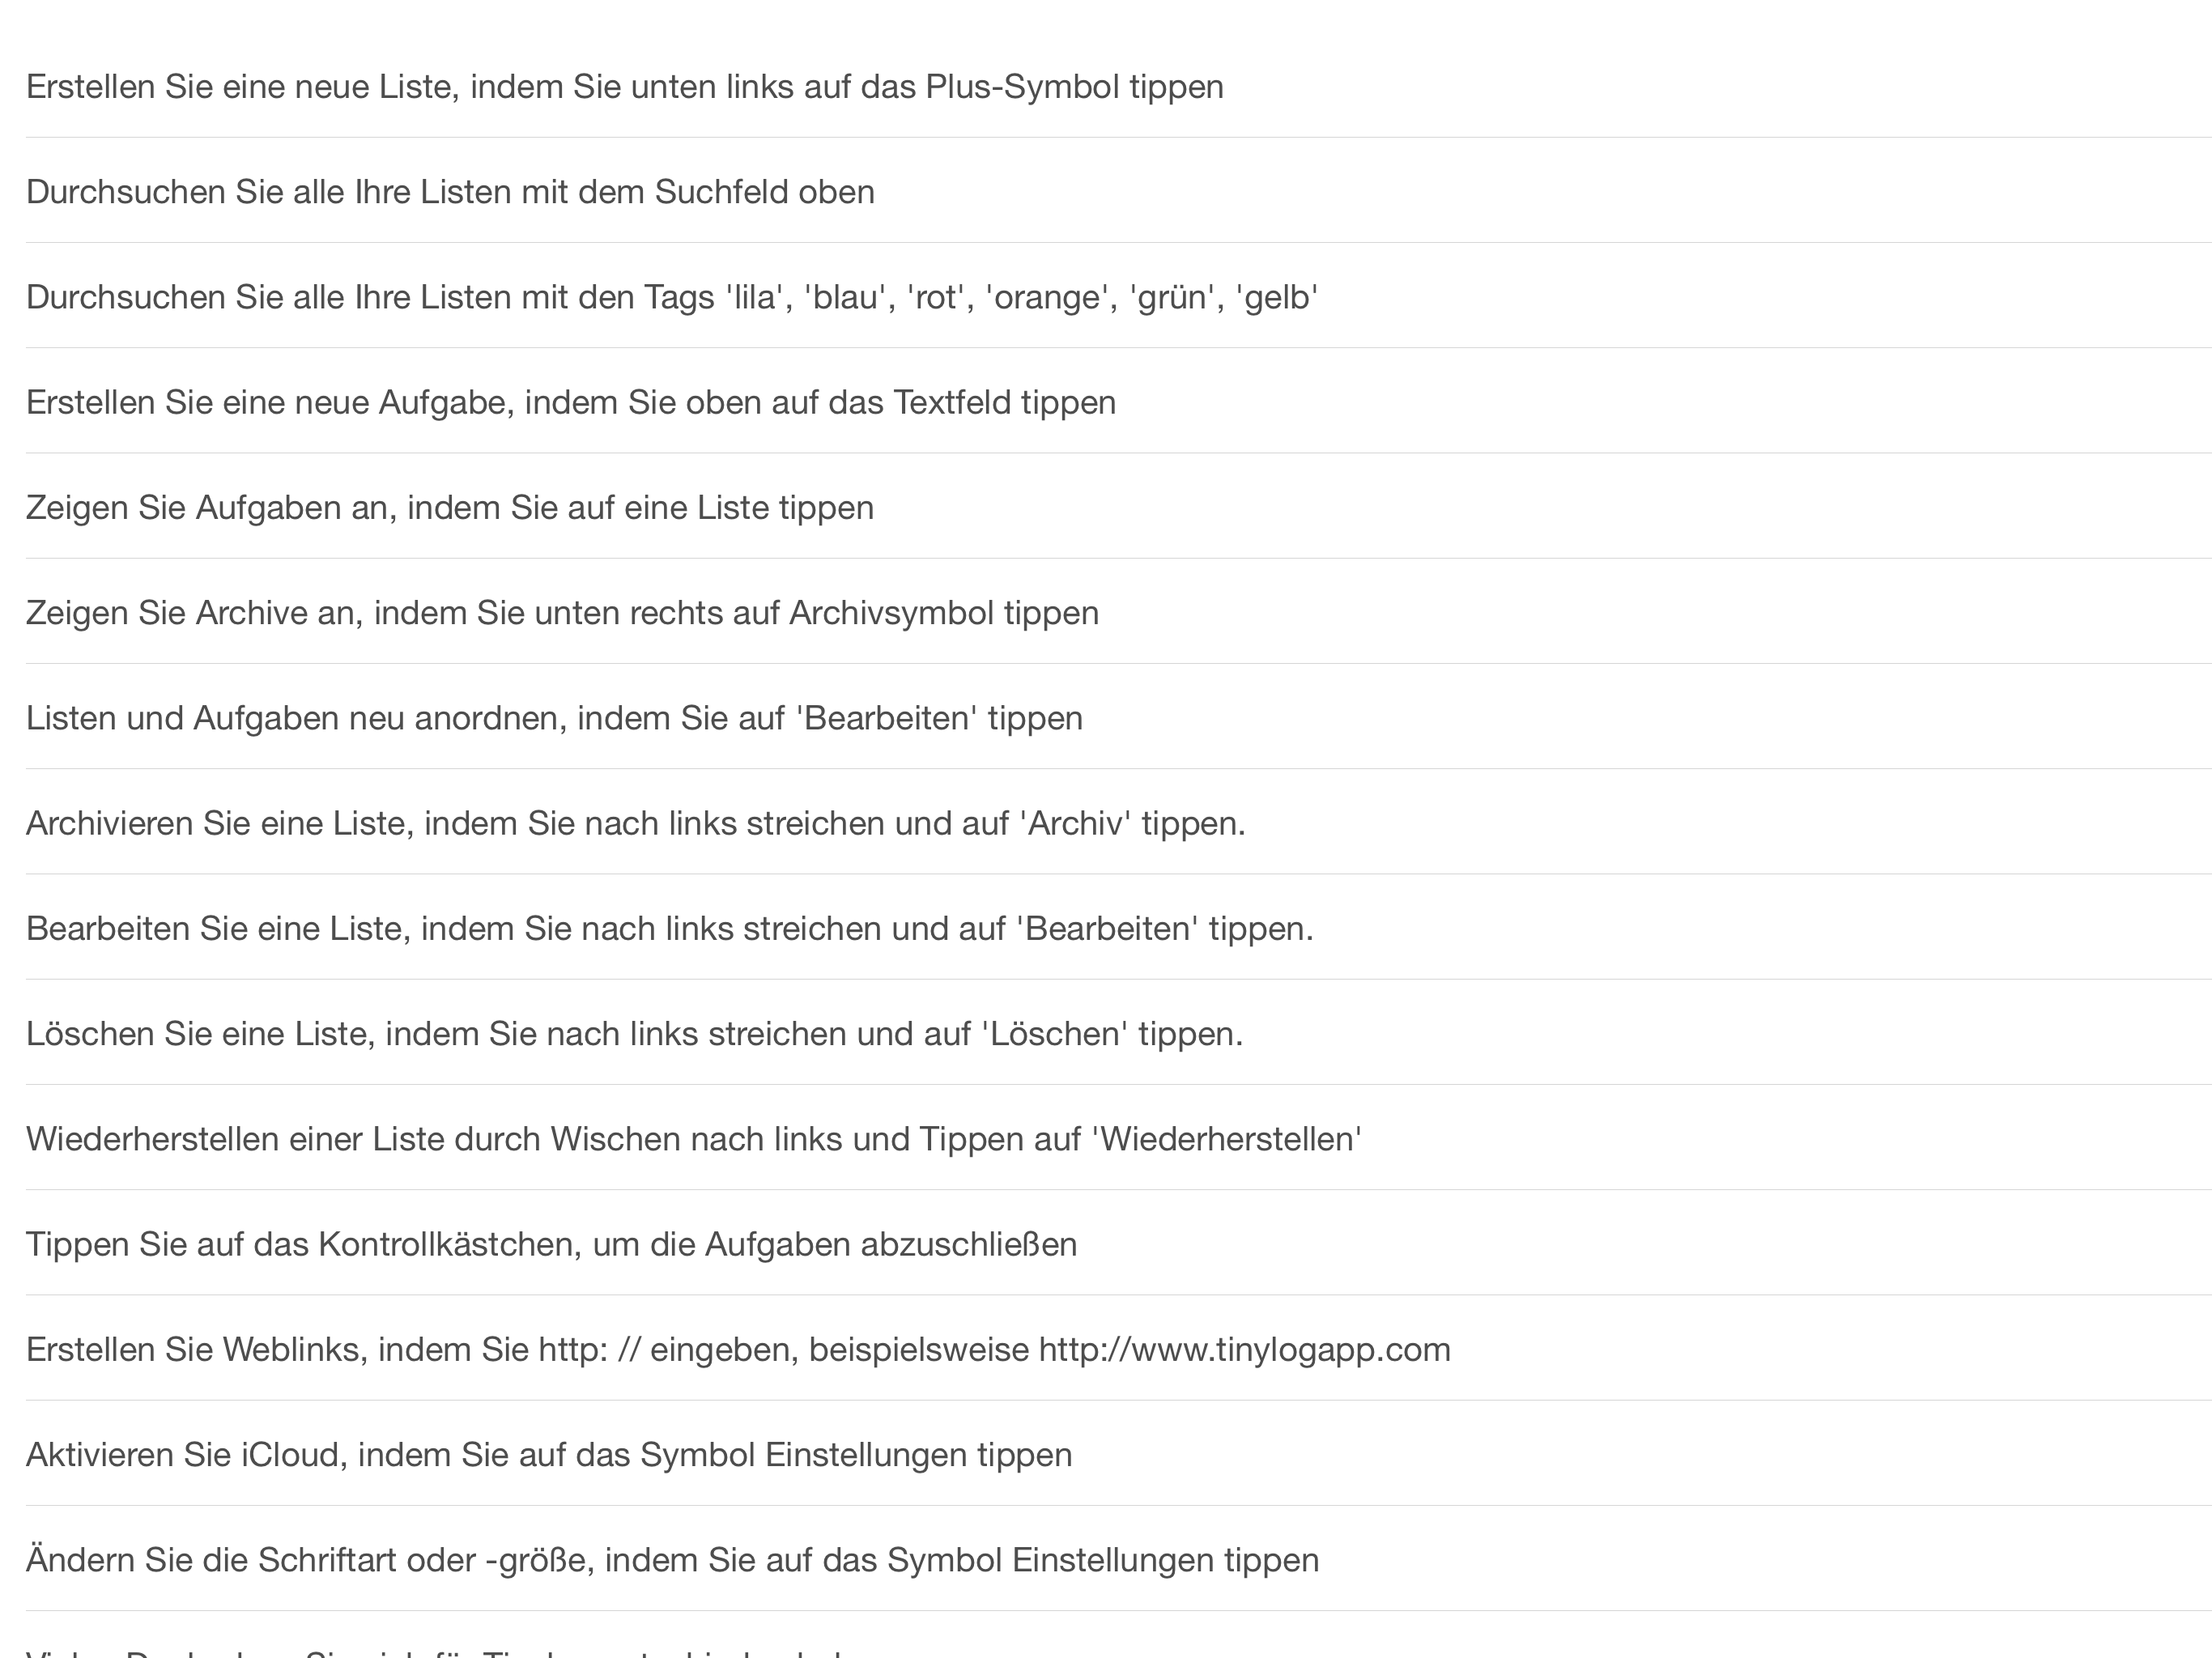 Erstellen Sie eine neue Liste, indem Sie unten links auf das Plus-Symbol tippen
Durchsuchen Sie alle Ihre Listen mit dem Suchfeld oben
Durchsuchen Sie alle Ihre Listen mit den Tags 'lila', 'blau', 'rot', 'orange', 'grün', 'gelb'
Erstellen Sie eine neue Aufgabe, indem Sie oben auf das Textfeld tippen
Zeigen Sie Aufgaben an, indem Sie auf eine Liste tippen
Zeigen Sie Archive an, indem Sie unten rechts auf Archivsymbol tippen
Listen und Aufgaben neu anordnen, indem Sie auf 'Bearbeiten' tippen
Archivieren Sie eine Liste, indem Sie nach links streichen und auf 'Archiv' tippen.
Bearbeiten Sie eine Liste, indem Sie nach links streichen und auf 'Bearbeiten' tippen.
Löschen Sie eine Liste, indem Sie nach links streichen und auf 'Löschen' tippen.
Wiederherstellen einer Liste durch Wischen nach links und Tippen auf 'Wiederherstellen'
Tippen Sie auf das Kontrollkästchen, um die Aufgaben abzuschließen
Erstellen Sie Weblinks, indem Sie http: // eingeben, beispielsweise http://www.tinylogapp.com
Aktivieren Sie iCloud, indem Sie auf das Symbol Einstellungen tippen
Ändern Sie die Schriftart oder -größe, indem Sie auf das Symbol Einstellungen tippen